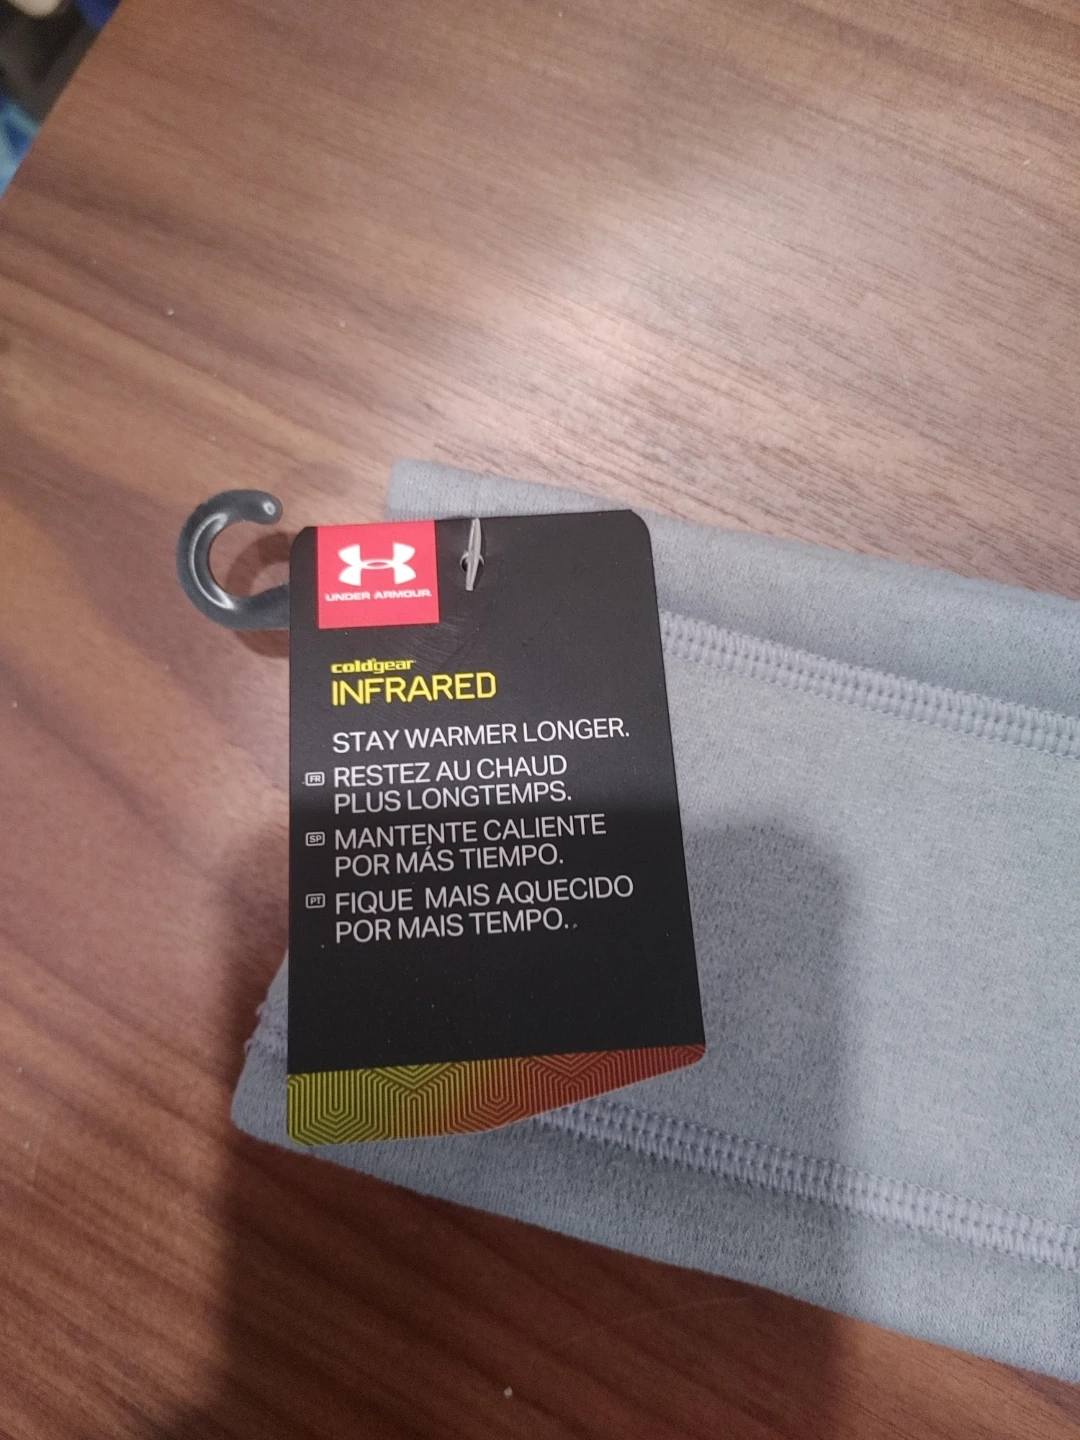 UNDER ARMOUR
coldgear
INFRARED
STAY WARMER LONGER.
FR RESTEZ AU CHAUD
PLUS LONGTEMPS.
SP MANTENTE CALIENTE
POR MÁS TIEMPO.
PT FIQUE MAIS AQUECIDO
POR MAIS TEMPO.